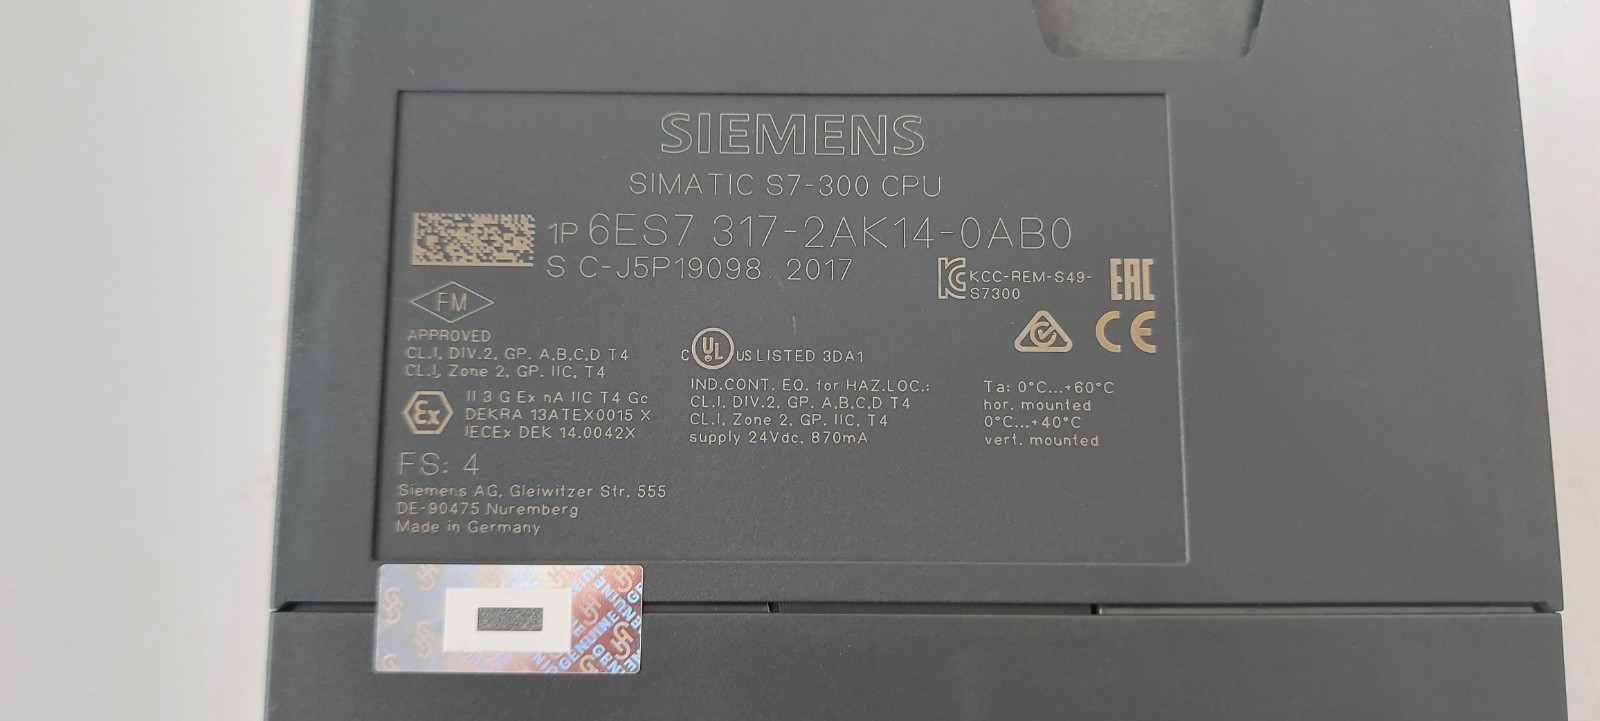 SIEMENS
SIMATIC S7-300 CPU
1P 6ES7 317-2AK14-0AB0
S C-J5P19098 2017
KCC-REM-S49-
S7300
EAC
FM
APPROVED
CL.I, DIV.2, GP. A.B.C.D T4
CL.I, Zone 2, GP. IIC, T4
C UL US LISTED 3DA1
CE
Ex
II 3 G Ex nA IIC T4 Gc
DEKRA 13ATEX0015 X
IECEx DEK 14.0042X
IND.CONT. EQ. for HAZ.LOC.:
CL.I, DIV.2, GP. A.B.C.D T4
CL.I, Zone 2, GP. IIC, T4
supply 24Vdc, 870mA
Ta: 0°C...+60°C
hor. mounted
0°C...+40°C
vert. mounted
FS: 4
Siemens AG, Gleiwitzer Str. 555
DE-90475 Nuremberg
Made in Germany
GENUINE